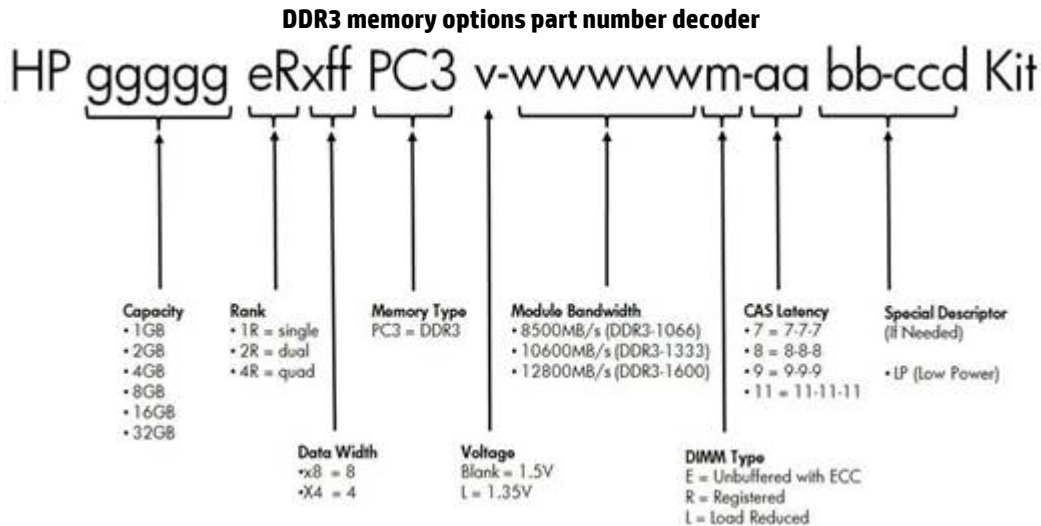 DDR3 memory options part number decoder
HP ggggg eRxff PC3 v-wwwwwm-aa bb-ccd Kit
Capacity
• 1GB
• 2GB
• 4GB
• 8GB
• 16GB
• 32GB
Rank
• 1R = single
• 2R = dual
• 4R = quad
Memory Type
PC3 = DDR3
Module Bandwidth
• 8500MB/s (DDR3-1066)
• 10600MB/s (DDR3-1333)
• 12800MB/s (DDR3-1600)
CAS Latency
• 7 = 7-7-7
• 8 = 8-8-8
• 9 = 9-9-9
• 11 = 11-11-11
Special Descriptor
(If Needed)
• LP (Low Power)
Data Width
•x8 = 8
•X4 = 4
Voltage
Blank = 1.5V
L = 1.35V
DIMM Type
E = Unbuffered with ECC
R = Registered
L = Load Reduced